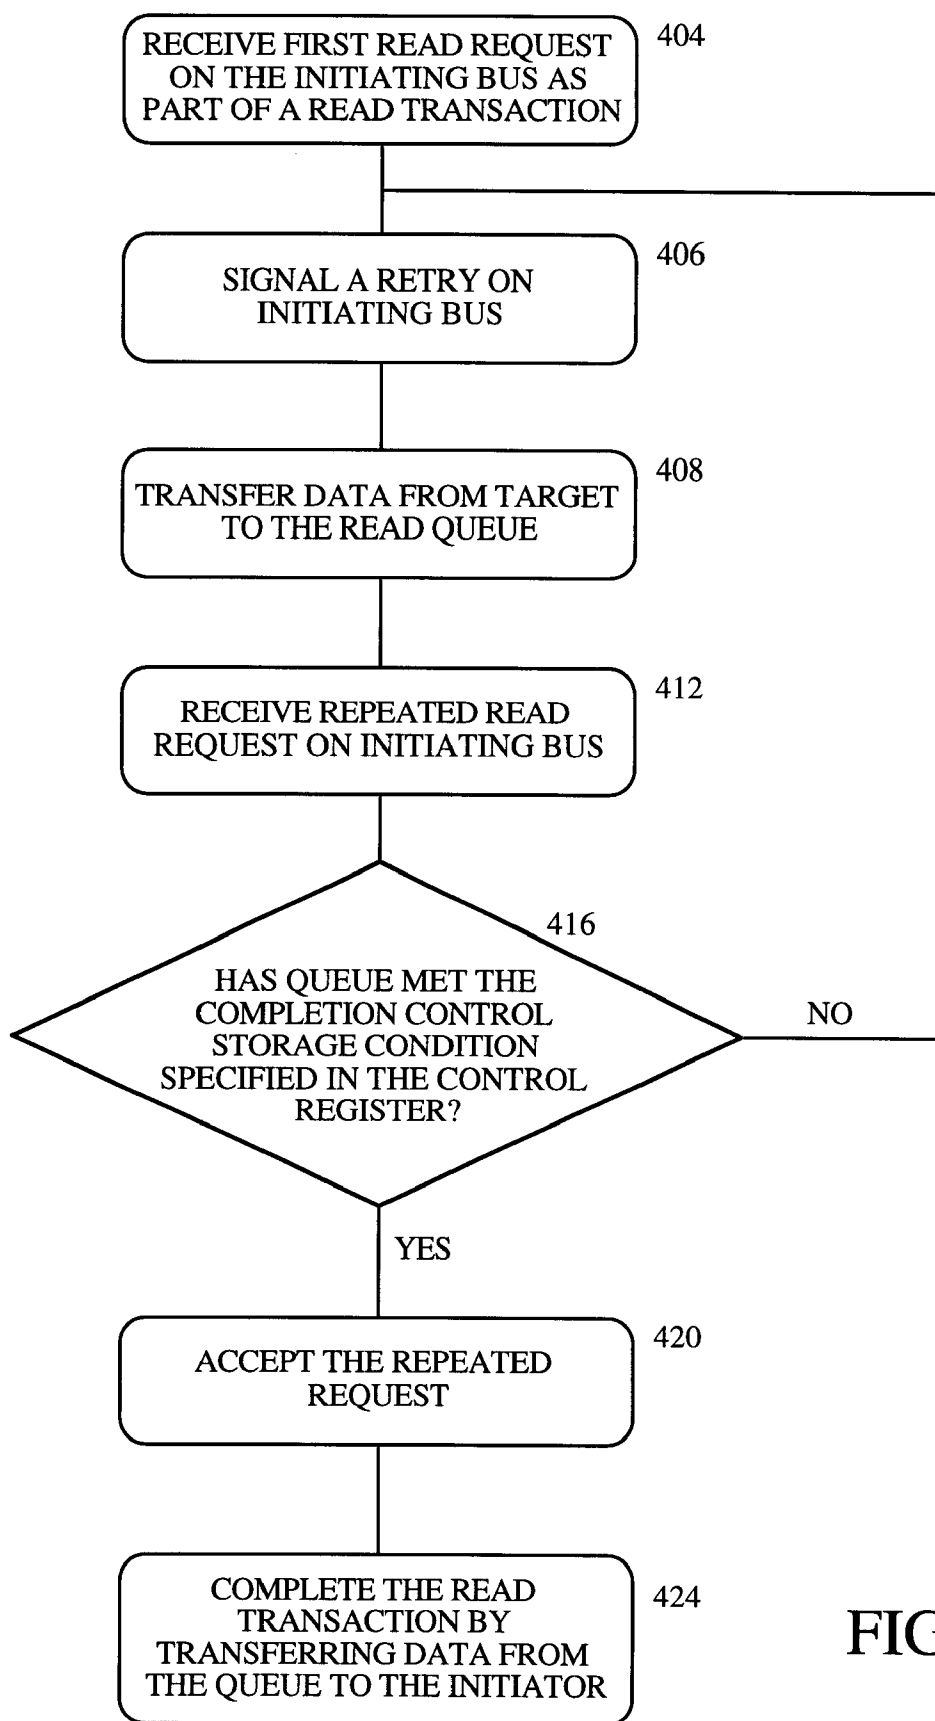 RECEIVE FIRST READ REQUEST
ON THE INITIATING BUS AS
PART OF A READ TRANSACTION
404
SIGNAL A RETRY ON
INITIATING BUS
406
TRANSFER DATA FROM TARGET
TO THE READ QUEUE
408
RECEIVE REPEATED READ
REQUEST ON INITIATING BUS
412
416
HAS QUEUE MET THE
COMPLETION CONTROL
STORAGE CONDITION
SPECIFIED IN THE CONTROL
REGISTER?
NO
YES
ACCEPT THE REPEATED
REQUEST
420
COMPLETE THE READ
TRANSACTION BY
TRANSFERRING DATA FROM
THE QUEUE TO THE INITIATOR
424
FIG